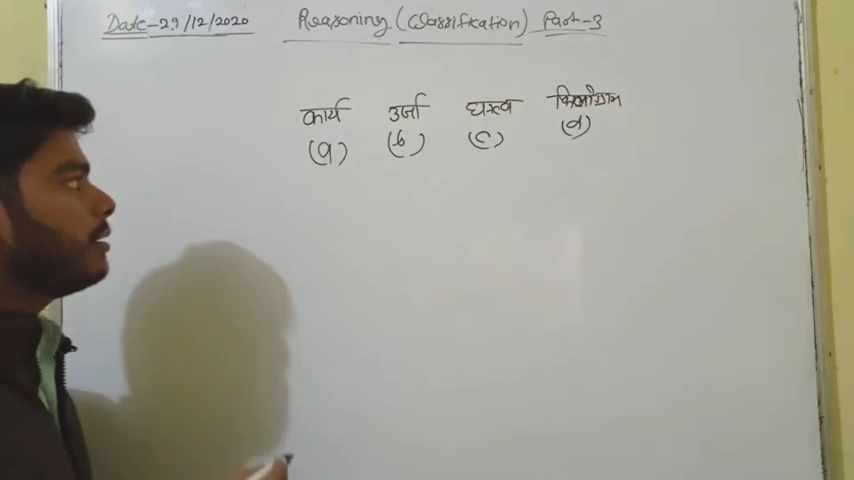 Date-29/12/2020 Reasoning (Classification) Part-3
कार्य उर्जा घनत्व किलोग्राम
(a) (b) (c) (d)